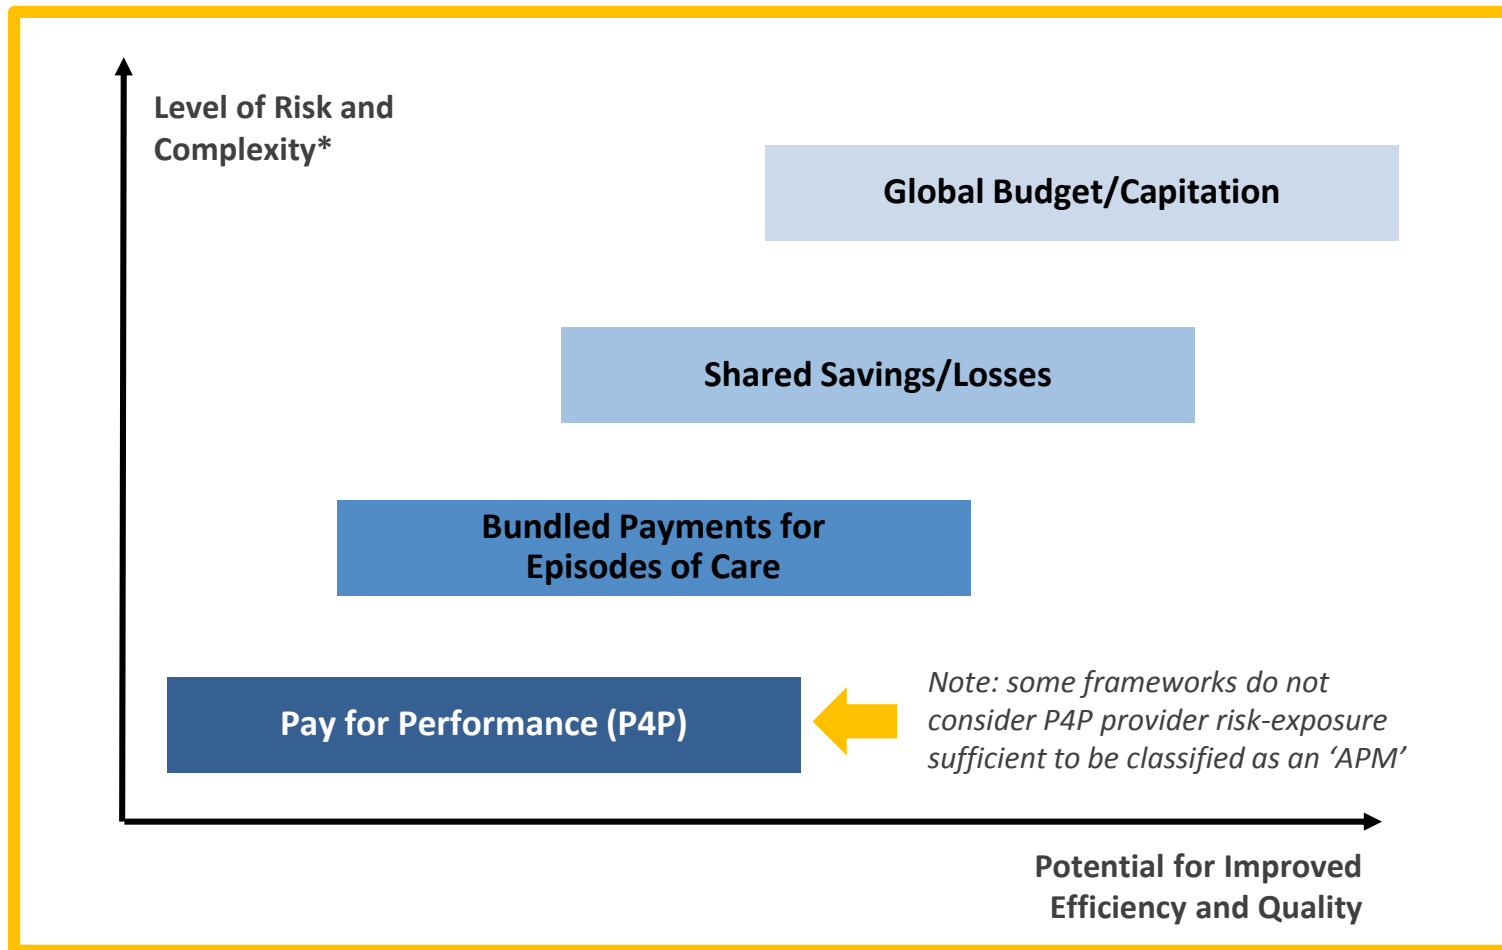 Level of Risk and
Complexity*
Global Budget/Capitation
Shared Savings/Losses
Bundled Payments for
Episodes of Care
Pay for Performance (P4P)
Note: some frameworks do not
consider P4P provider risk-exposure
sufficient to be classified as an ‘APM’
Potential for Improved
Efficiency and Quality